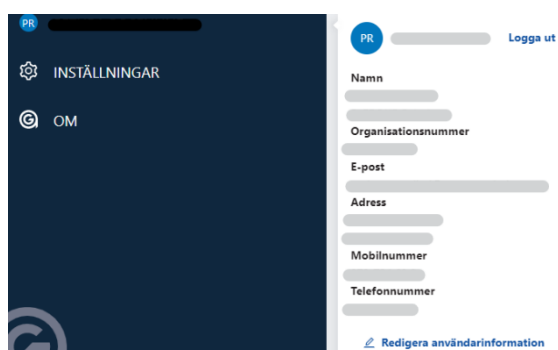 PR
INSTÄLLNINGAR
OM
PR
Logga ut
Namn
Organisationsnummer
E-post
Adress
Mobilnummer
Telefonnummer
Redigera användarinformation